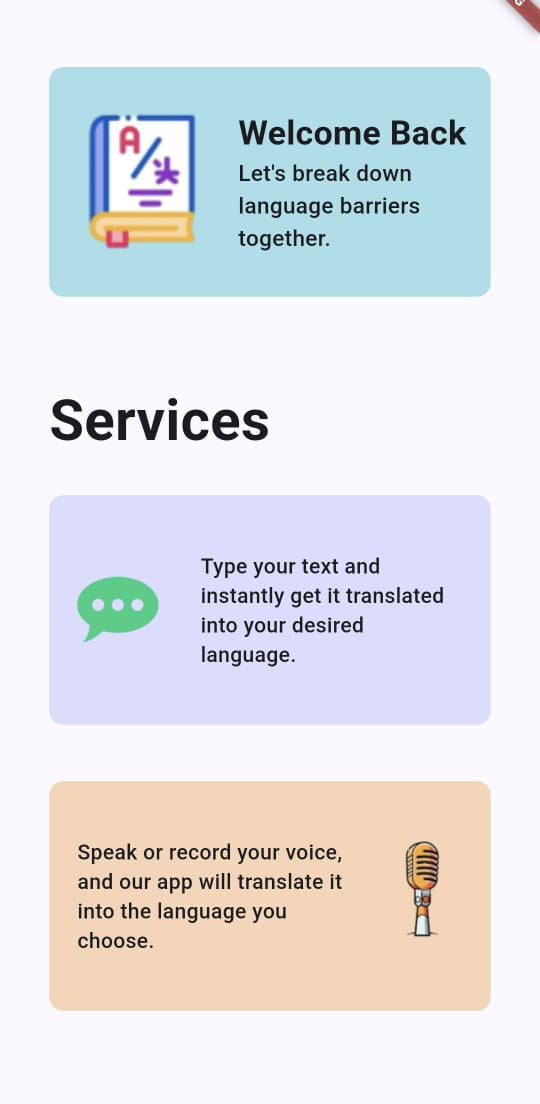 Welcome Back
Let's break down
language barriers
together.
A
Services
Type your text and
instantly get it translated
into your desired
language.
Speak or record your voice,
and our app will translate it
into the language you
choose.